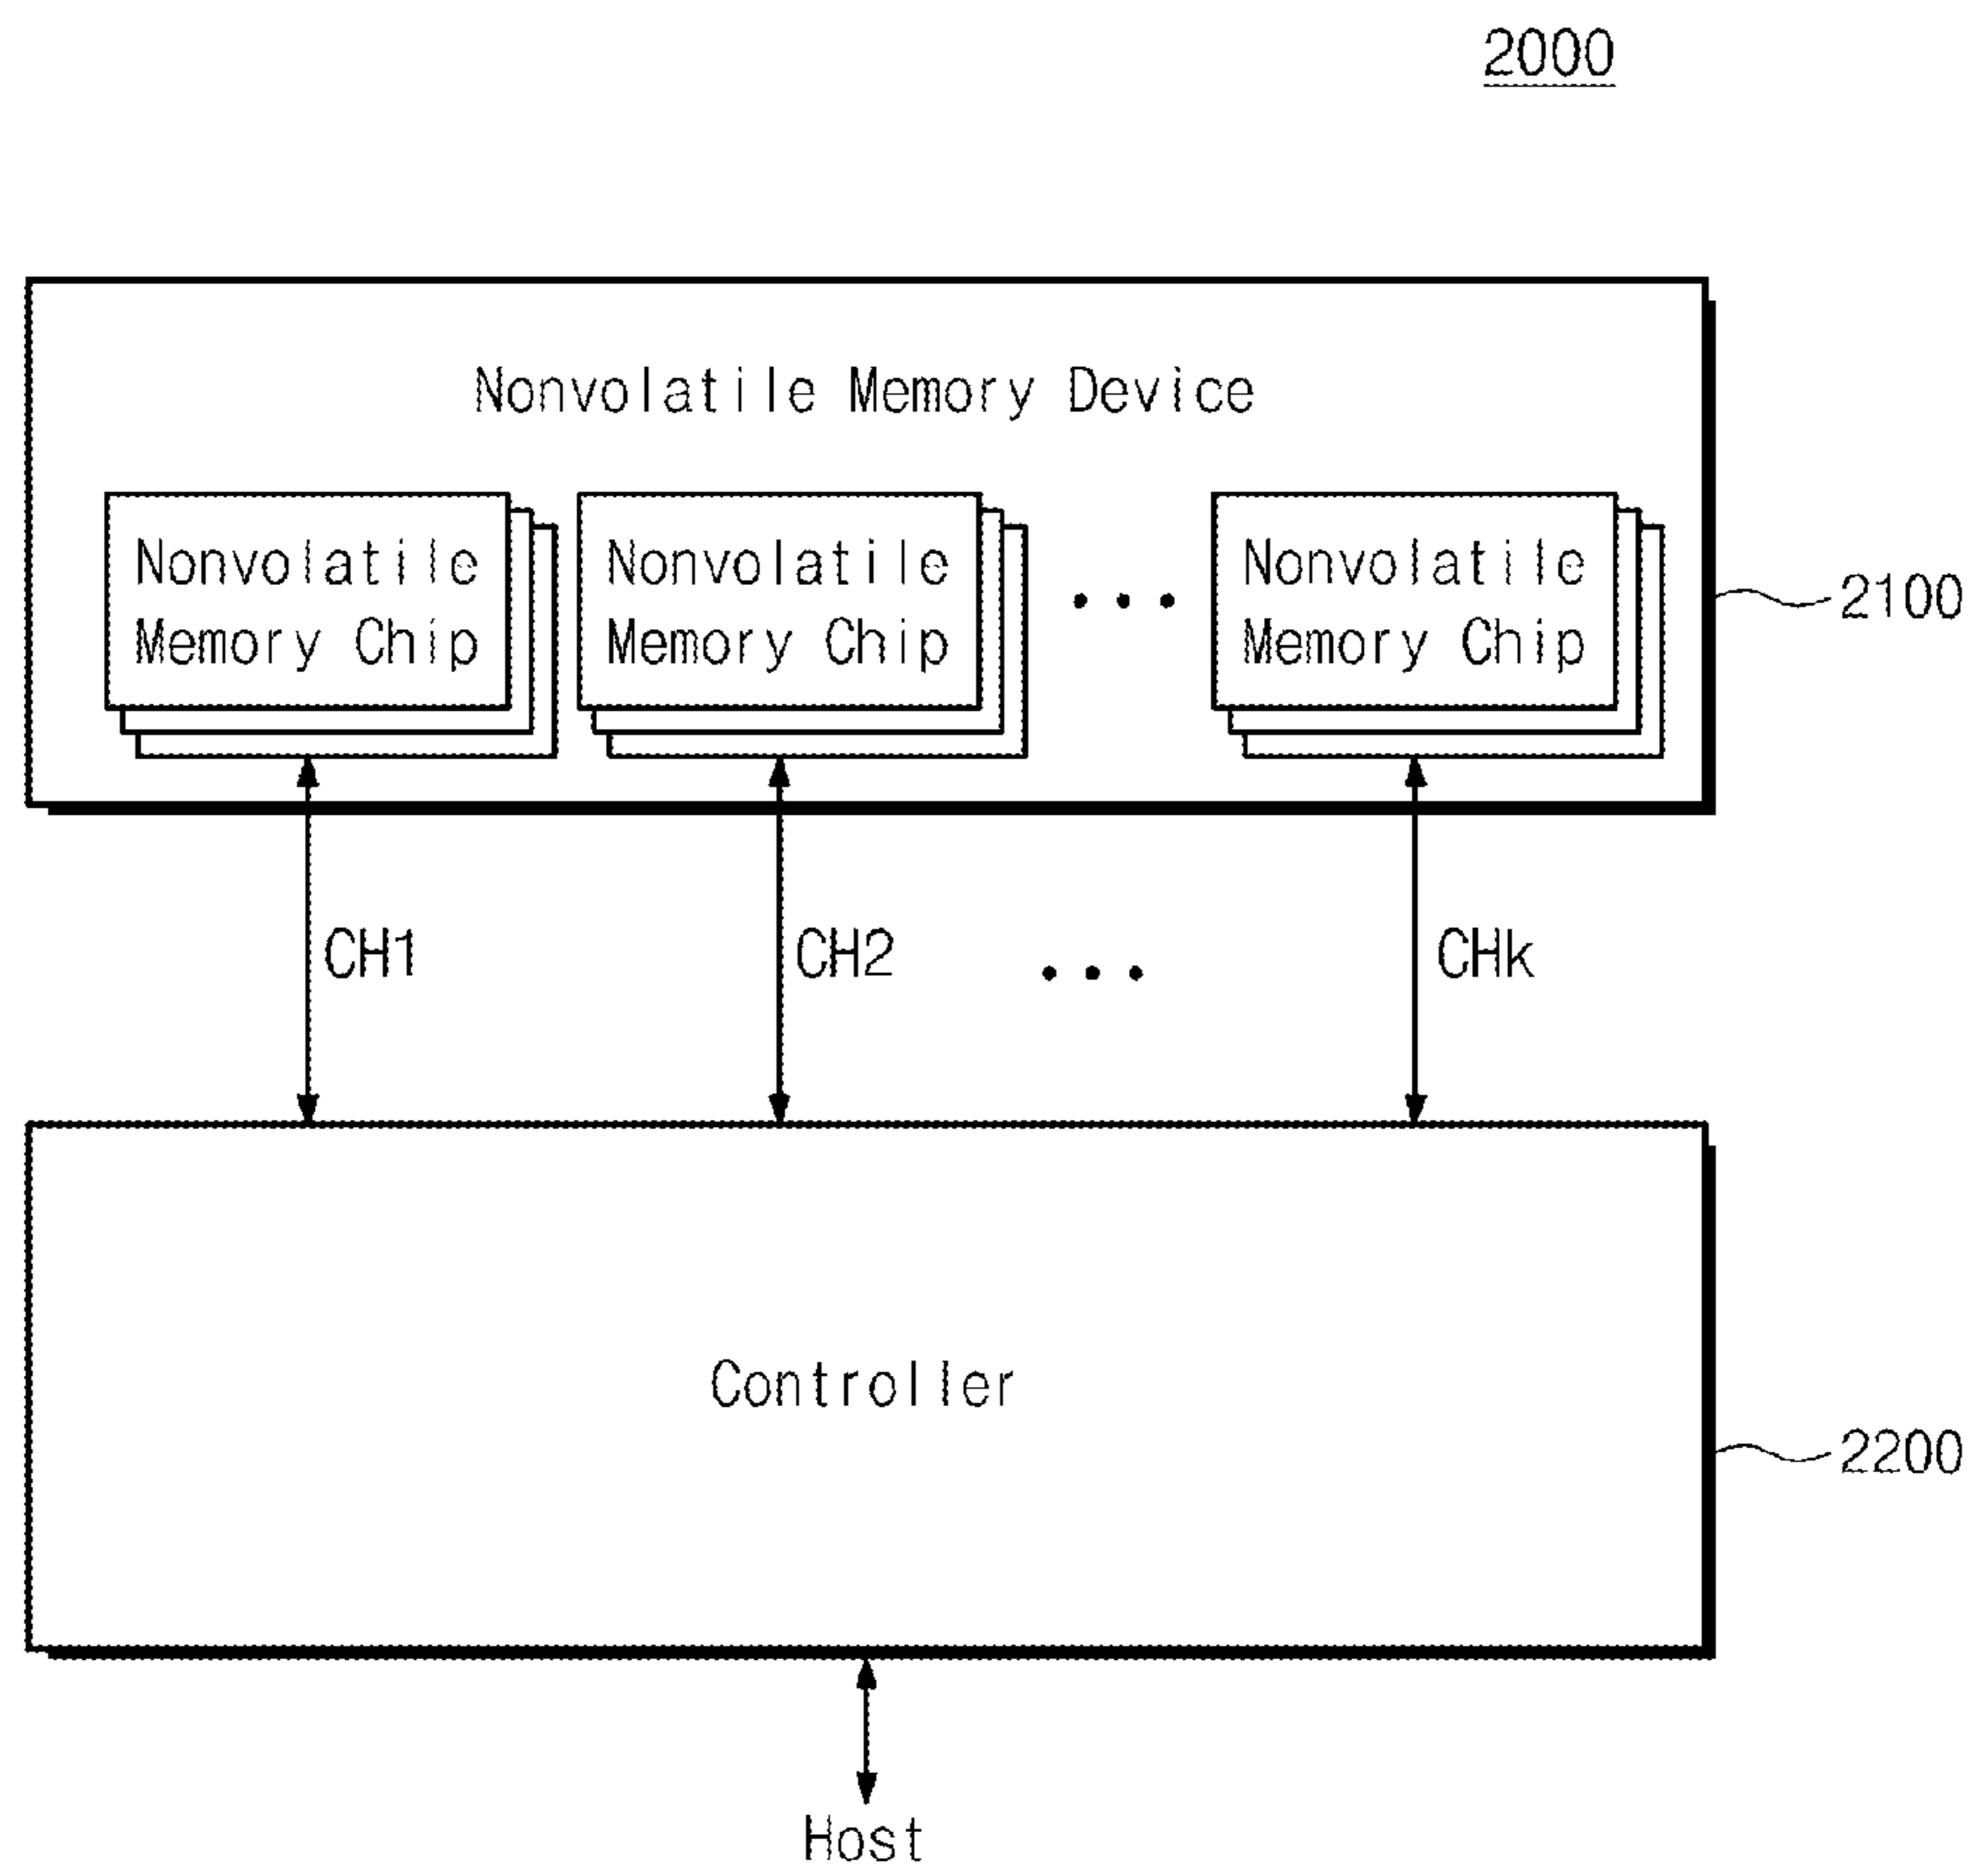 2000
Nonvolatile Memory Device
Nonvolatile
Memory Chip
Nonvolatile
Memory Chip
• • •
Nonvolatile
Memory Chip
2100
CH1
CH2
• • •
CHk
Controller
2200
Host